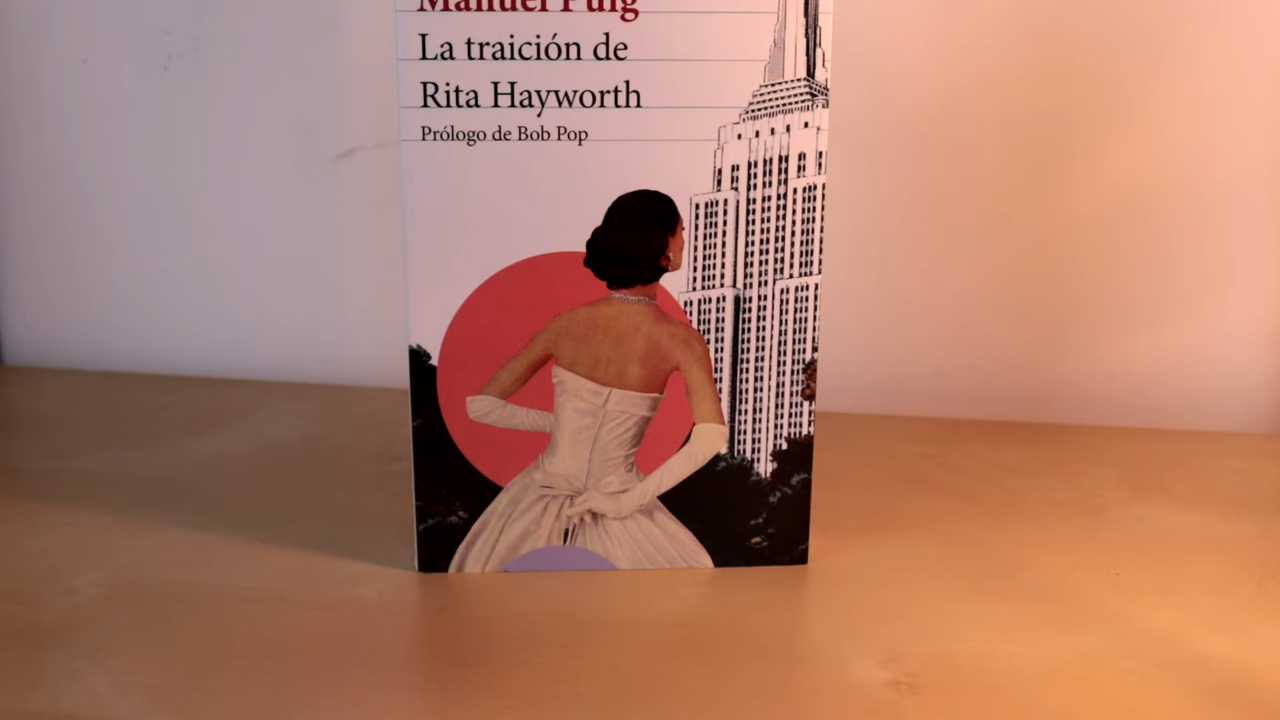 Manuel Puig
La traición de
Rita Hayworth
Prólogo de Bob Pop